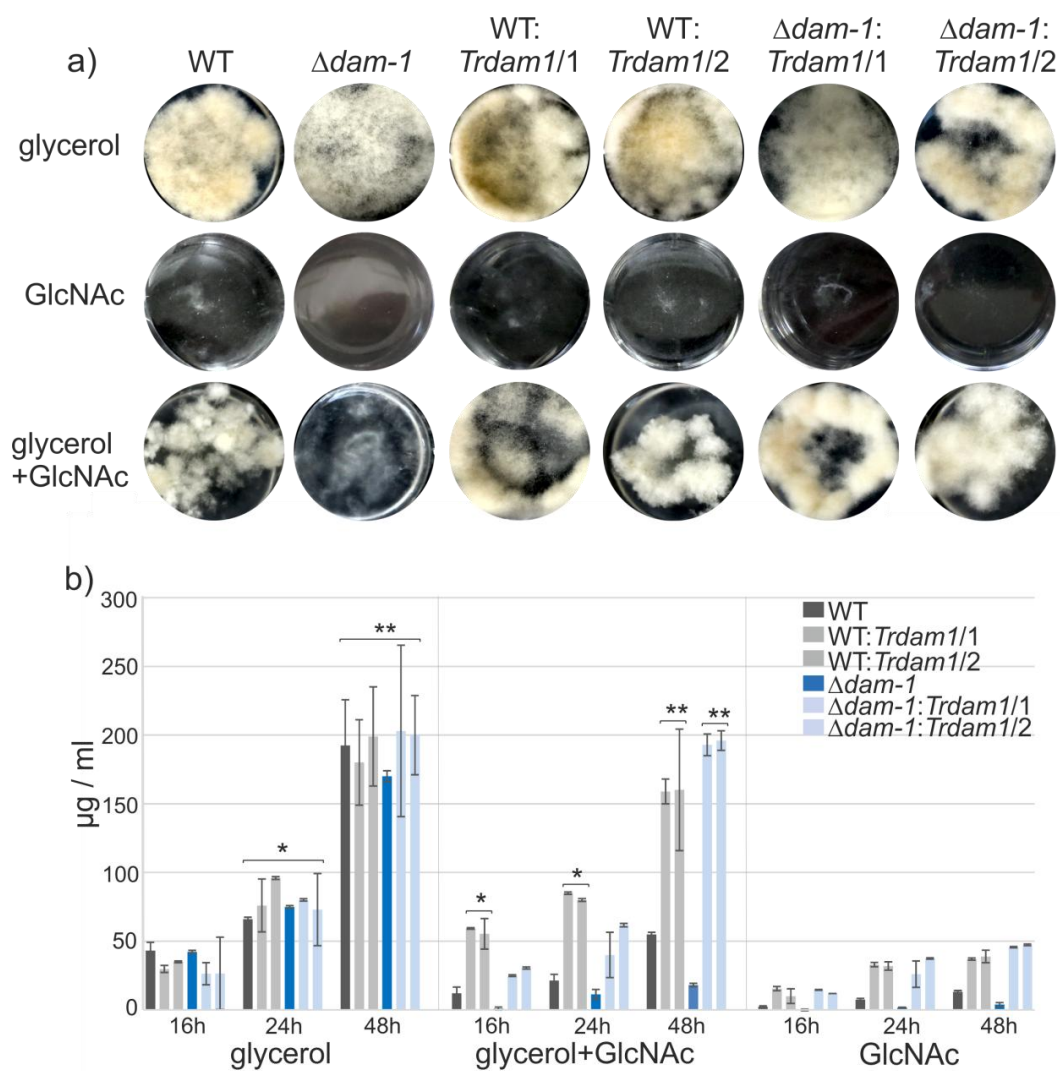 a)
WT
Δdam-1
WT:
Trdam1/1
WT:
Trdam1/2
Δdam-1:
Trdam1/1
Δdam-1:
Trdam1/2
glycerol
GlcNAc
glycerol
+GlcNAc
b)
300
250
200
150
100
50
0
μg / ml
*
**
*
*
**
**
WT
WT:Trdam1/1
WT:Trdam1/2
Δdam-1
Δdam-1:Trdam1/1
Δdam-1:Trdam1/2
16h 24h 48h 16h 24h 48h 16h 24h 48h
glycerol glycerol+GlcNAc GlcNAc